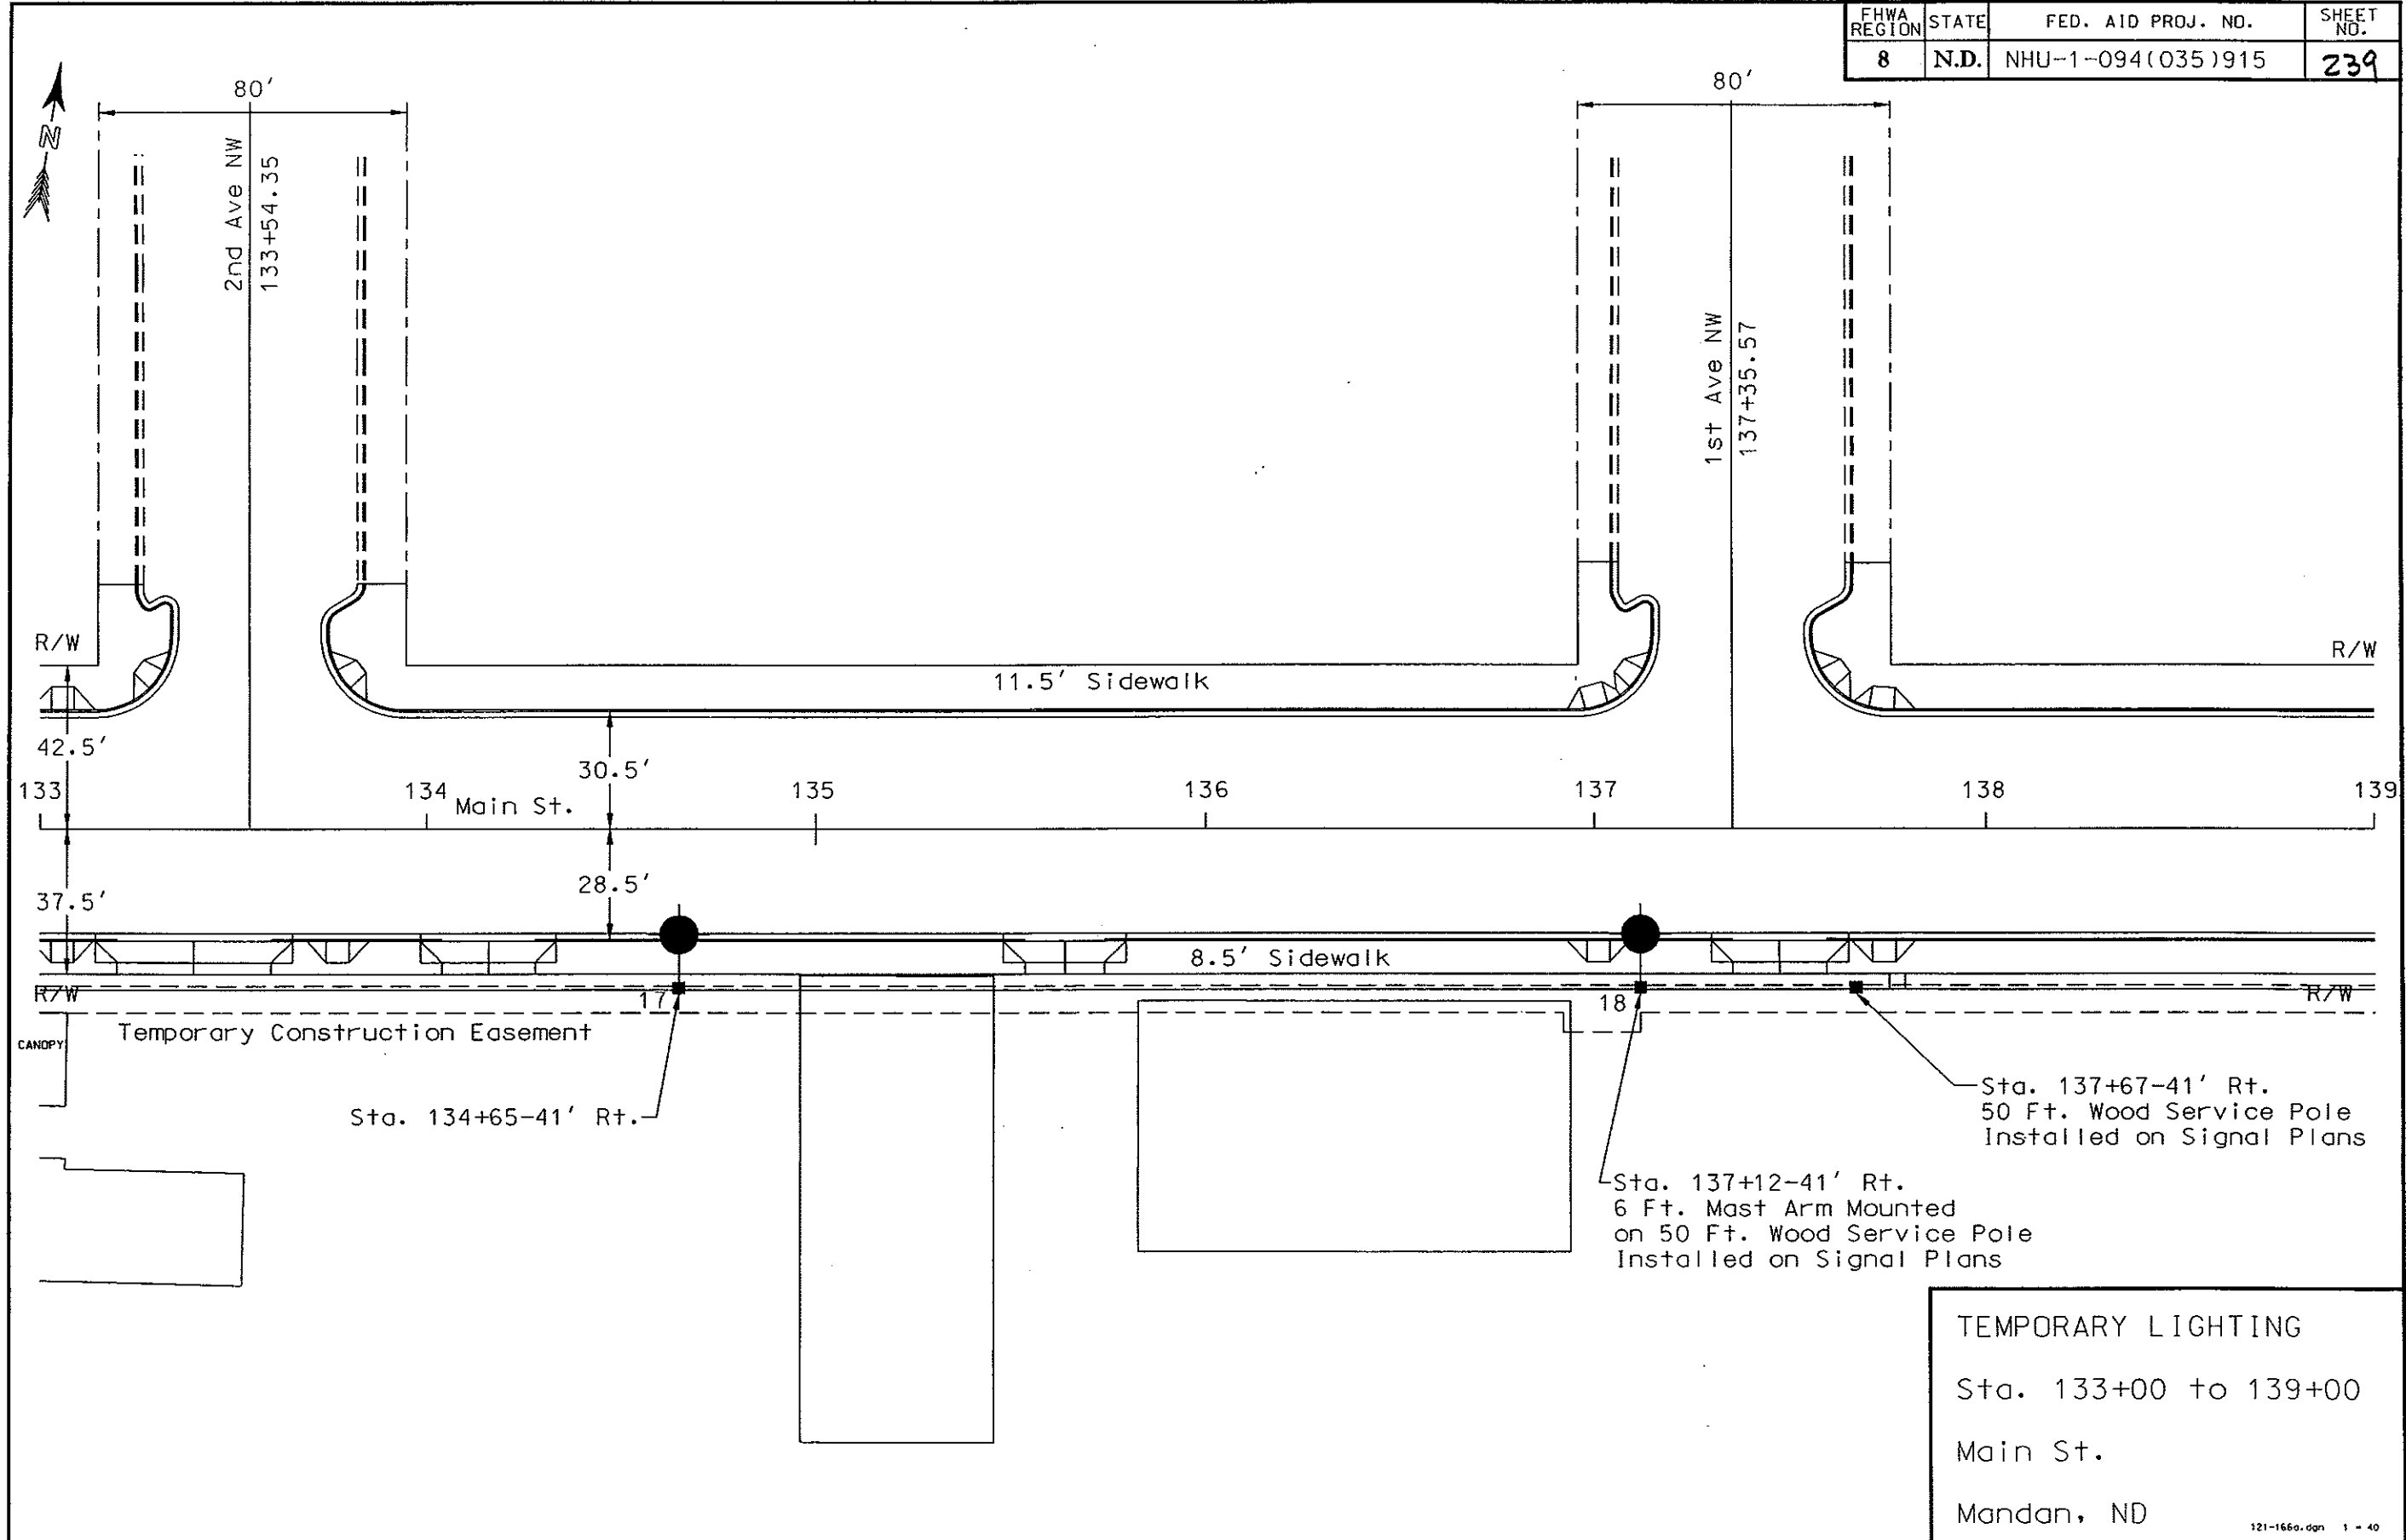 FHWA REGION STATE FED. AID PROJ. NO. SHEET NO.
8 N.D. NHU-1-094(035)915 239
N
80'
80'
2nd Ave NW
133+54.35
1st Ave NW
137+35.57
R/W
R/W
11.5' Sidewalk
42.5'
30.5'
133 134 135 136 137 138 139
Main St.
28.5'
37.5'
8.5' Sidewalk
R/W
17
18
R/W
Temporary Construction Easement
CANOPY
Sta. 134+65-41' Rt.
Sta. 137+67-41' Rt.
50 Ft. Wood Service Pole
Installed on Signal Plans
Sta. 137+12-41' Rt.
6 Ft. Mast Arm Mounted
on 50 Ft. Wood Service Pole
Installed on Signal Plans
TEMPORARY LIGHTING
Sta. 133+00 to 139+00
Main St.
Mandan, ND
121-166a.dgn 1 = 40